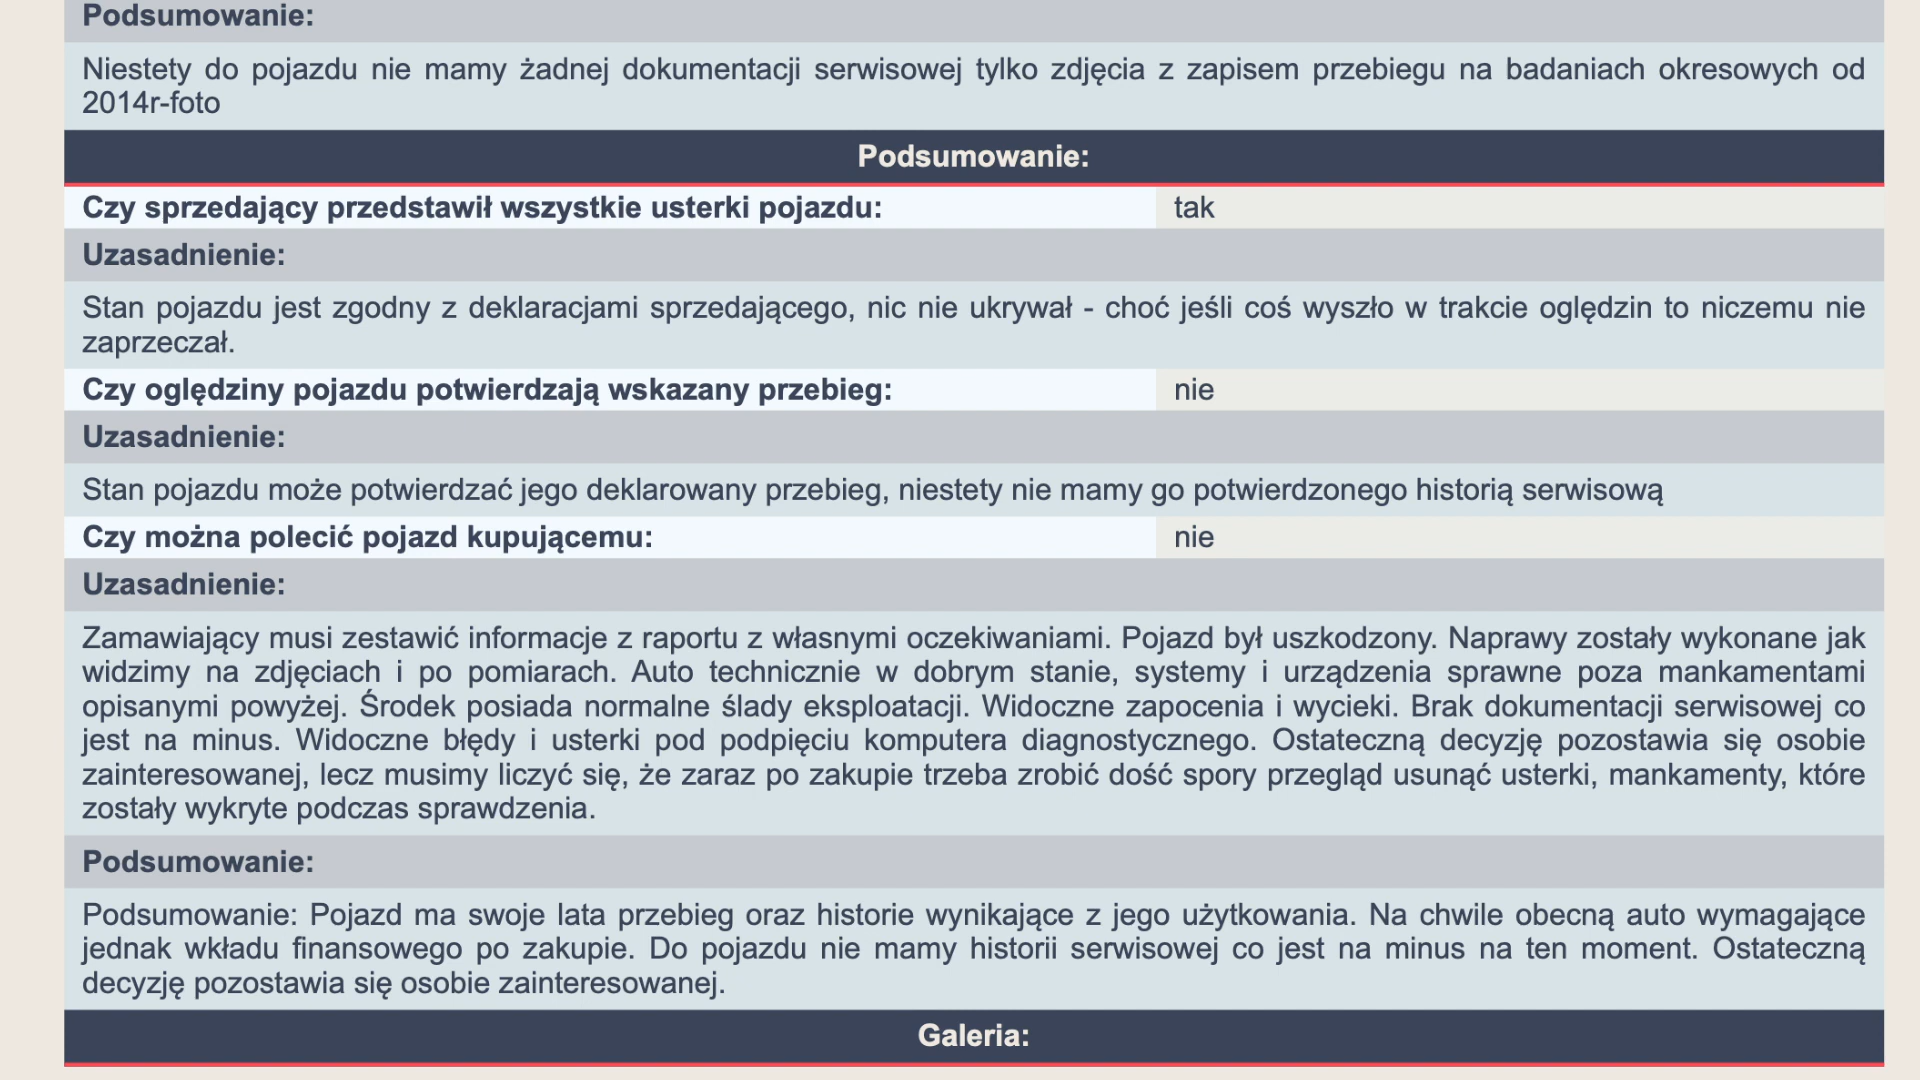 Podsumowanie:
Niestety do pojazdu nie mamy żadnej dokumentacji serwisowej tylko zdjęcia z zapisem przebiegu na badaniach okresowych od
2014r-foto
Podsumowanie:
Czy sprzedający przedstawił wszystkie usterki pojazdu: tak
Uzasadnienie:
Stan pojazdu jest zgodny z deklaracjami sprzedającego, nic nie ukrywał - choć jeśli coś wyszło w trakcie oględzin to niczemu nie
zaprzeczał.
Czy oględziny pojazdu potwierdzają wskazany przebieg: nie
Uzasadnienie:
Stan pojazdu może potwierdzać jego deklarowany przebieg, niestety nie mamy go potwierdzonego historią serwisową
Czy można polecić pojazd kupującemu: nie
Uzasadnienie:
Zamawiający musi zestawić informacje z raportu z własnymi oczekiwaniami. Pojazd był uszkodzony. Naprawy zostały wykonane jak
widzimy na zdjęciach i po pomiarach. Auto technicznie w dobrym stanie, systemy i urządzenia sprawne poza mankamentami
opisanymi powyżej. Środek posiada normalne ślady eksploatacji. Widoczne zapocenia i wycieki. Brak dokumentacji serwisowej co
jest na minus. Widoczne błędy i usterki pod podpięciu komputera diagnostycznego. Ostateczną decyzję pozostawia się osobie
zainteresowanej, lecz musimy liczyć się, że zaraz po zakupie trzeba zrobić dość spory przegląd usunąć usterki, mankamenty, które
zostały wykryte podczas sprawdzenia.
Podsumowanie:
Podsumowanie: Pojazd ma swoje lata przebieg oraz historie wynikające z jego użytkowania. Na chwile obecną auto wymagające
jednak wkładu finansowego po zakupie. Do pojazdu nie mamy historii serwisowej co jest na minus na ten moment. Ostateczną
decyzję pozostawia się osobie zainteresowanej.
Galeria: